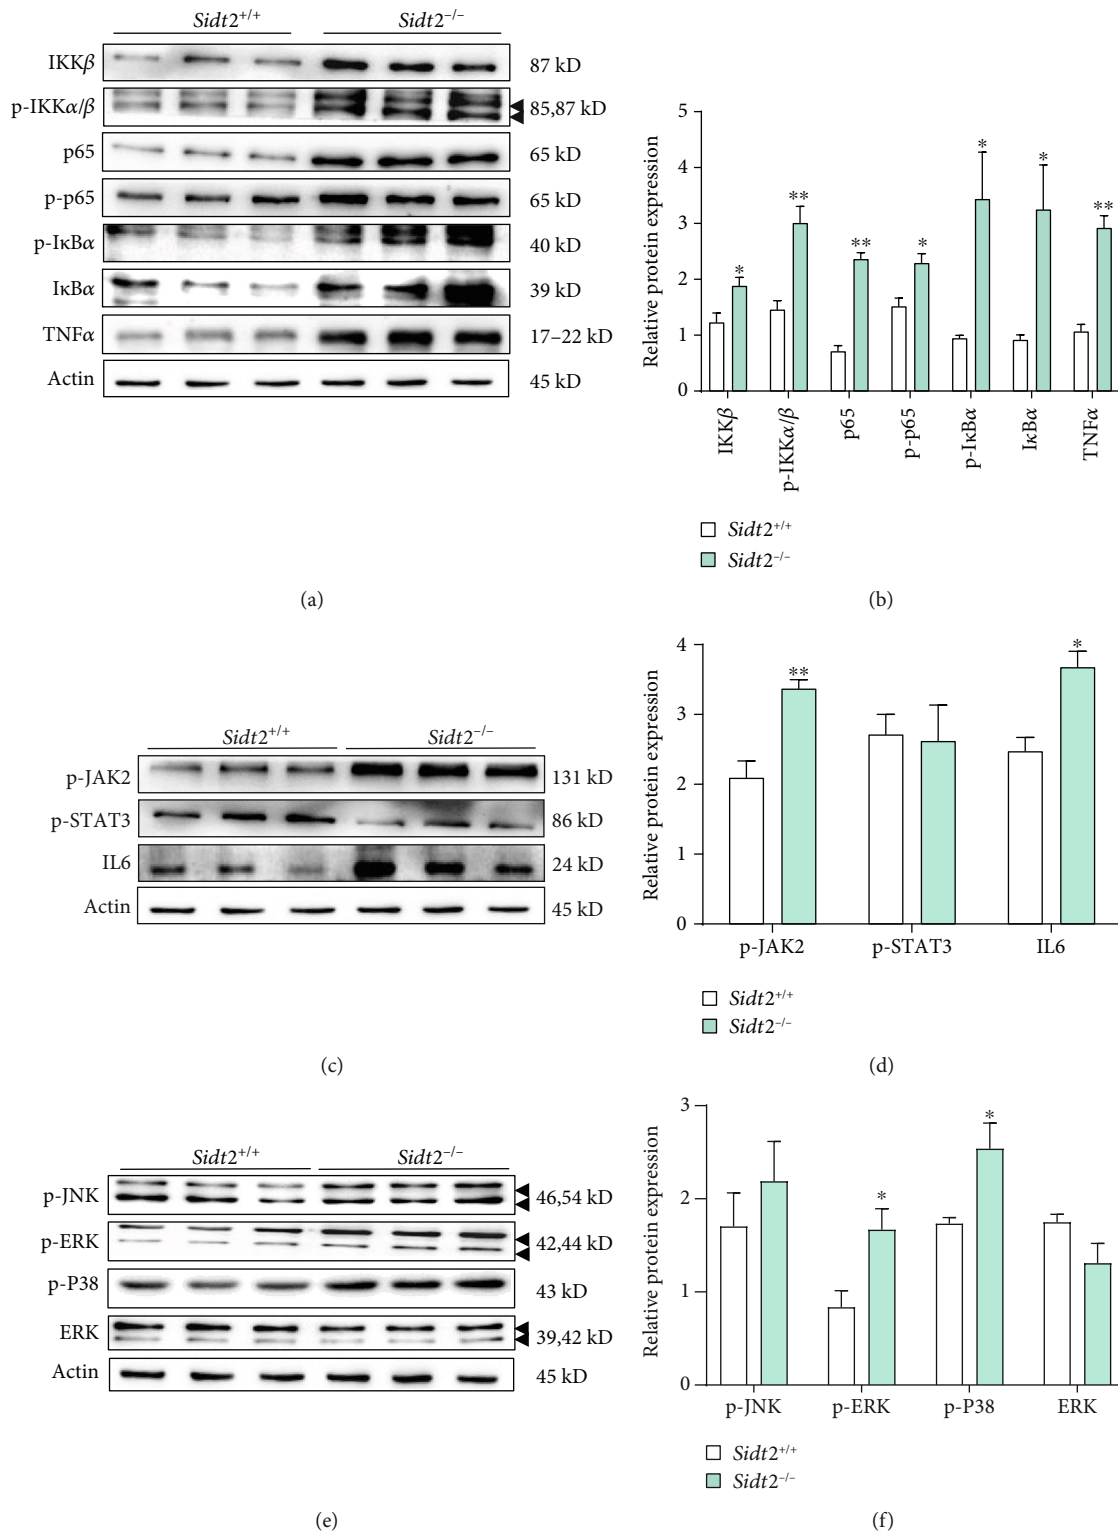 Sidt2+/+ Sidt2−/−
IKKβ 87 kD
p-IKKα/β 85,87 kD
p65 65 kD
p-p65 65 kD
p-IκBα 40 kD
IκBα 39 kD
TNFα 17–22 kD
Actin 45 kD
(a)
Relative protein expression
5
4
3
2
1
0
* ** ** * * * **
IKKβ p-IKKα/β p65 p-p65 p-IκBα IκBα TNFα
Sidt2+/+
Sidt2−/−
(b)
Sidt2+/+ Sidt2−/−
p-JAK2 131 kD
p-STAT3 86 kD
IL6 24 kD
Actin 45 kD
(c)
Relative protein expression
4
3
2
1
0
** *
p-JAK2 p-STAT3 IL6
Sidt2+/+
Sidt2−/−
(d)
Sidt2+/+ Sidt2−/−
p-JNK 46,54 kD
p-ERK 42,44 kD
p-P38 43 kD
ERK 39,42 kD
Actin 45 kD
(e)
Relative protein expression
3
2
1
0
* *
p-JNK p-ERK p-P38 ERK
Sidt2+/+
Sidt2−/−
(f)